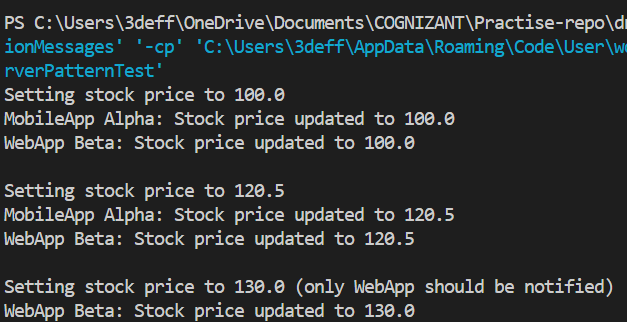 PS C:\Users\3deff\OneDrive\Documents\COGNIZANT\Practise-repo\d
ionMessages' '-cp' 'C:\Users\3deff\AppData\Roaming\Code\User\w
rverPatternTest'
Setting stock price to 100.0
MobileApp Alpha: Stock price updated to 100.0
WebApp Beta: Stock price updated to 100.0
Setting stock price to 120.5
MobileApp Alpha: Stock price updated to 120.5
WebApp Beta: Stock price updated to 120.5
Setting stock price to 130.0 (only WebApp should be notified)
WebApp Beta: Stock price updated to 130.0